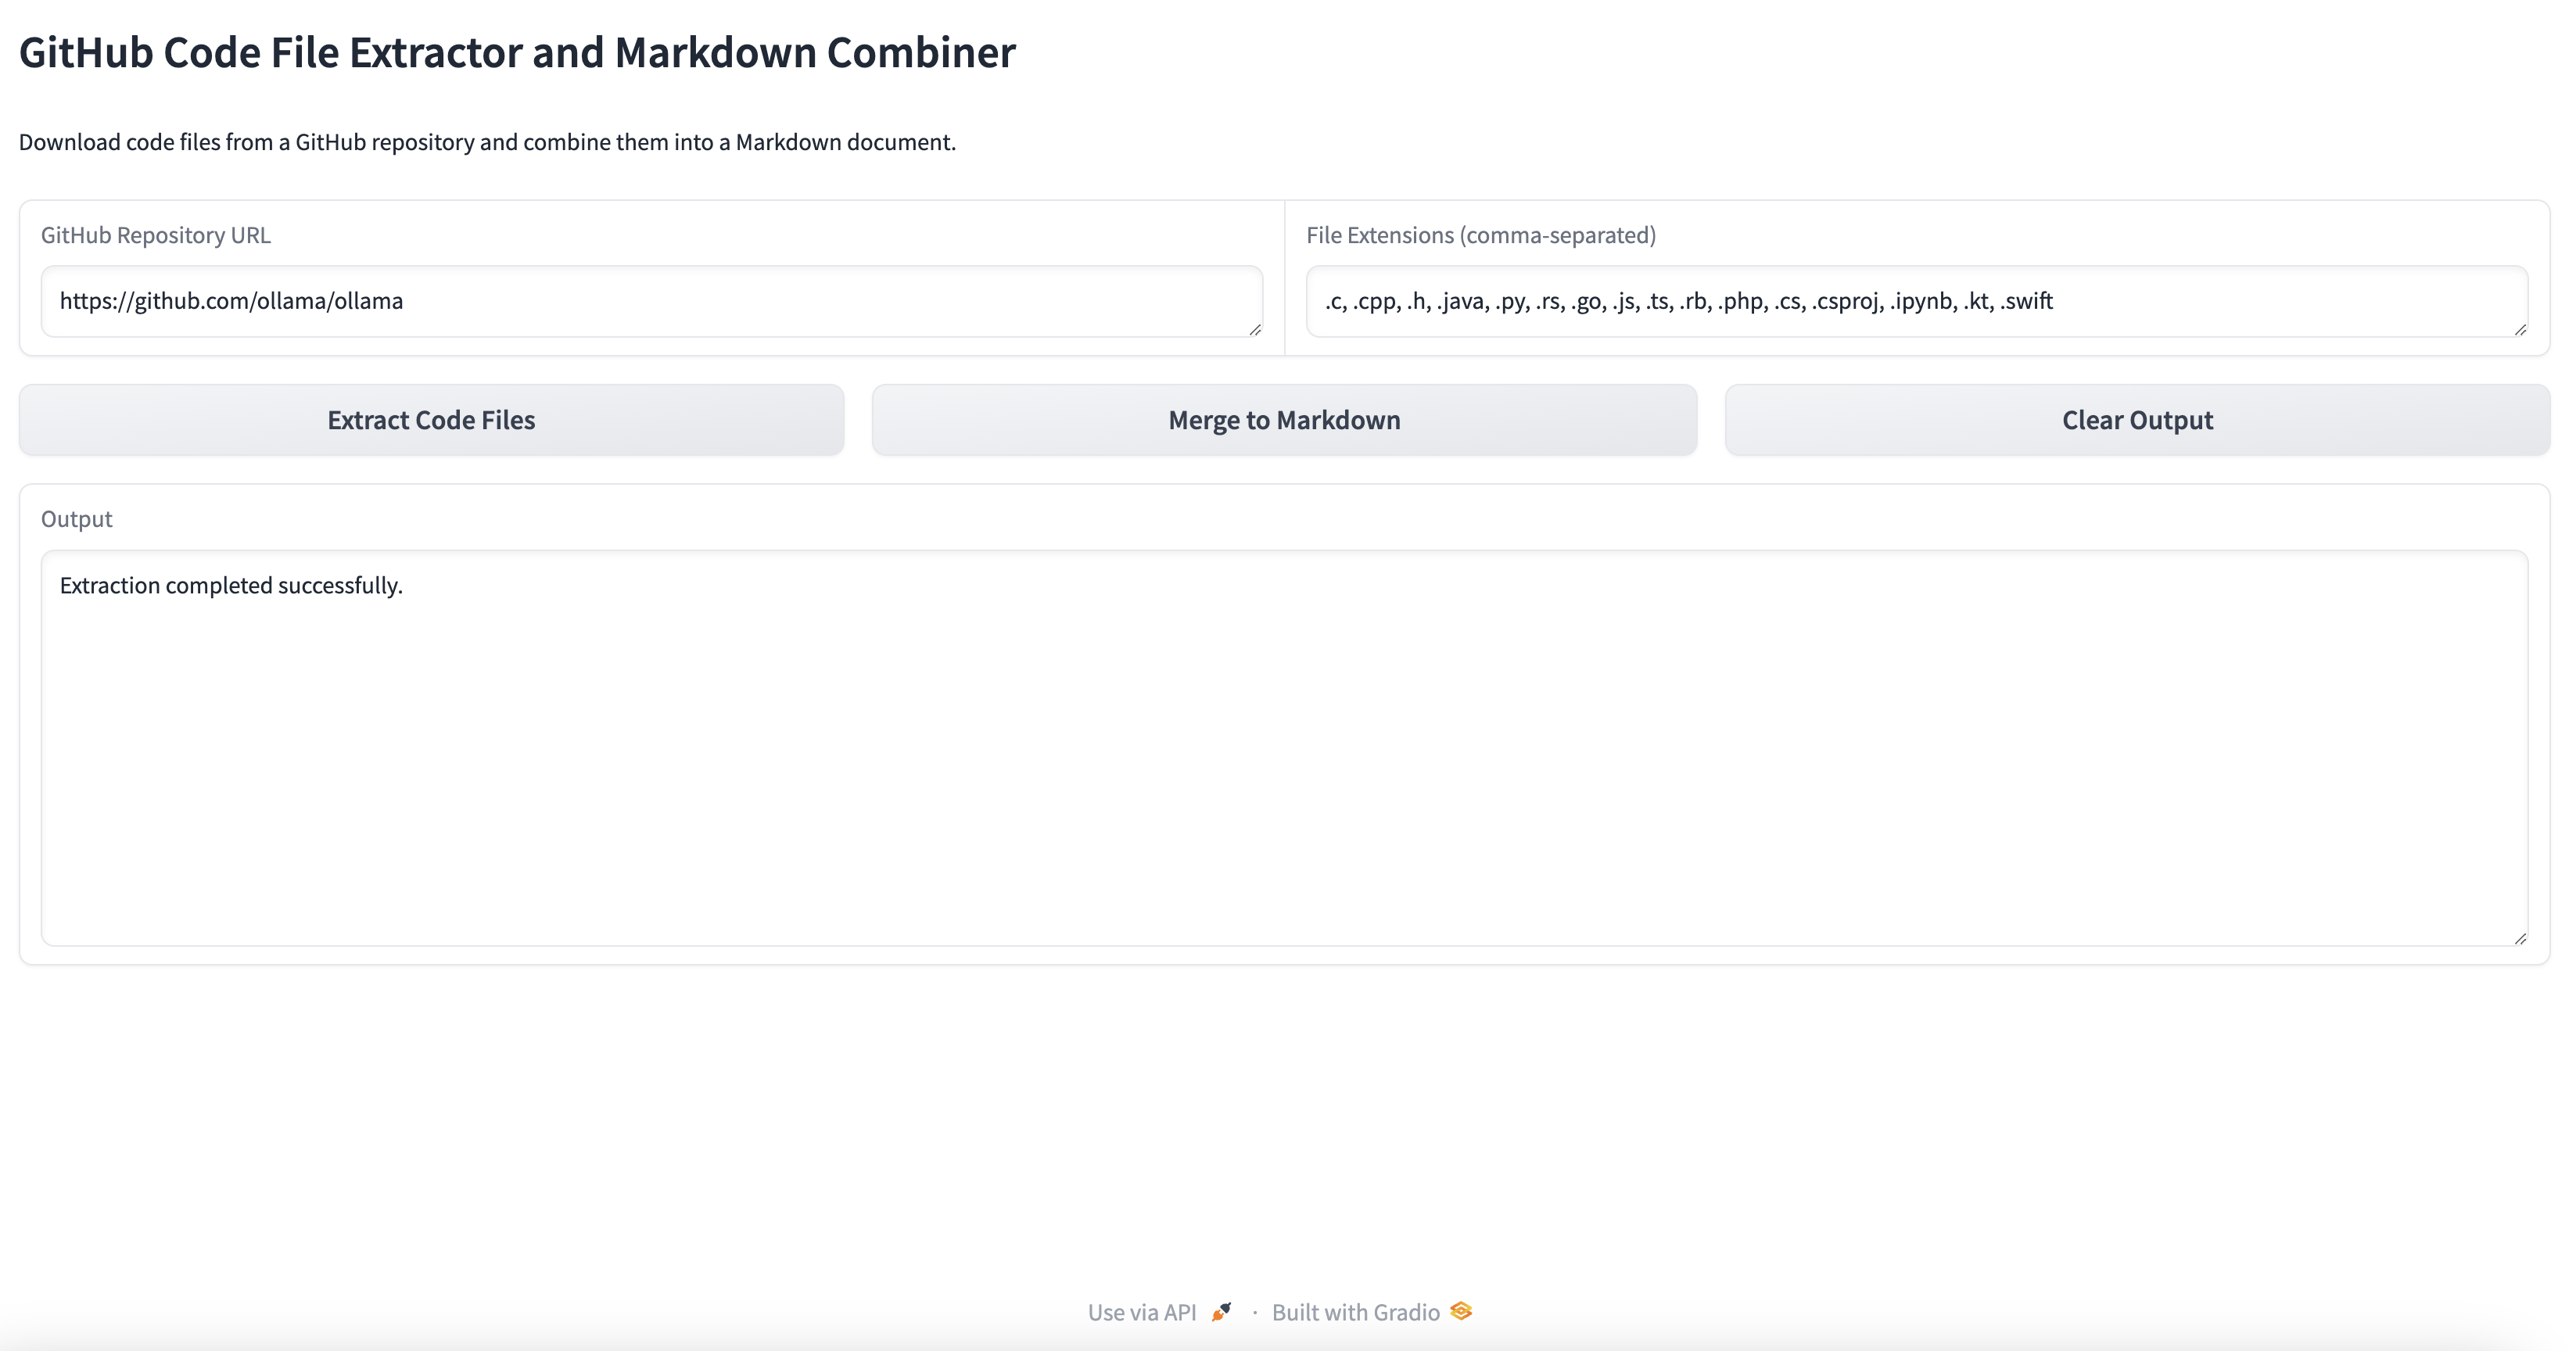 GitHub Code File Extractor and Markdown Combiner
Download code files from a GitHub repository and combine them into a Markdown document.
GitHub Repository URL
https://github.com/ollama/ollama
File Extensions (comma-separated)
.c, .cpp, .h, .java, .py, .rs, .go, .js, .ts, .rb, .php, .cs, .csproj, .ipynb, .kt, .swift
Extract Code Files
Merge to Markdown
Clear Output
Output
Extraction completed successfully.
Use via API · Built with Gradio